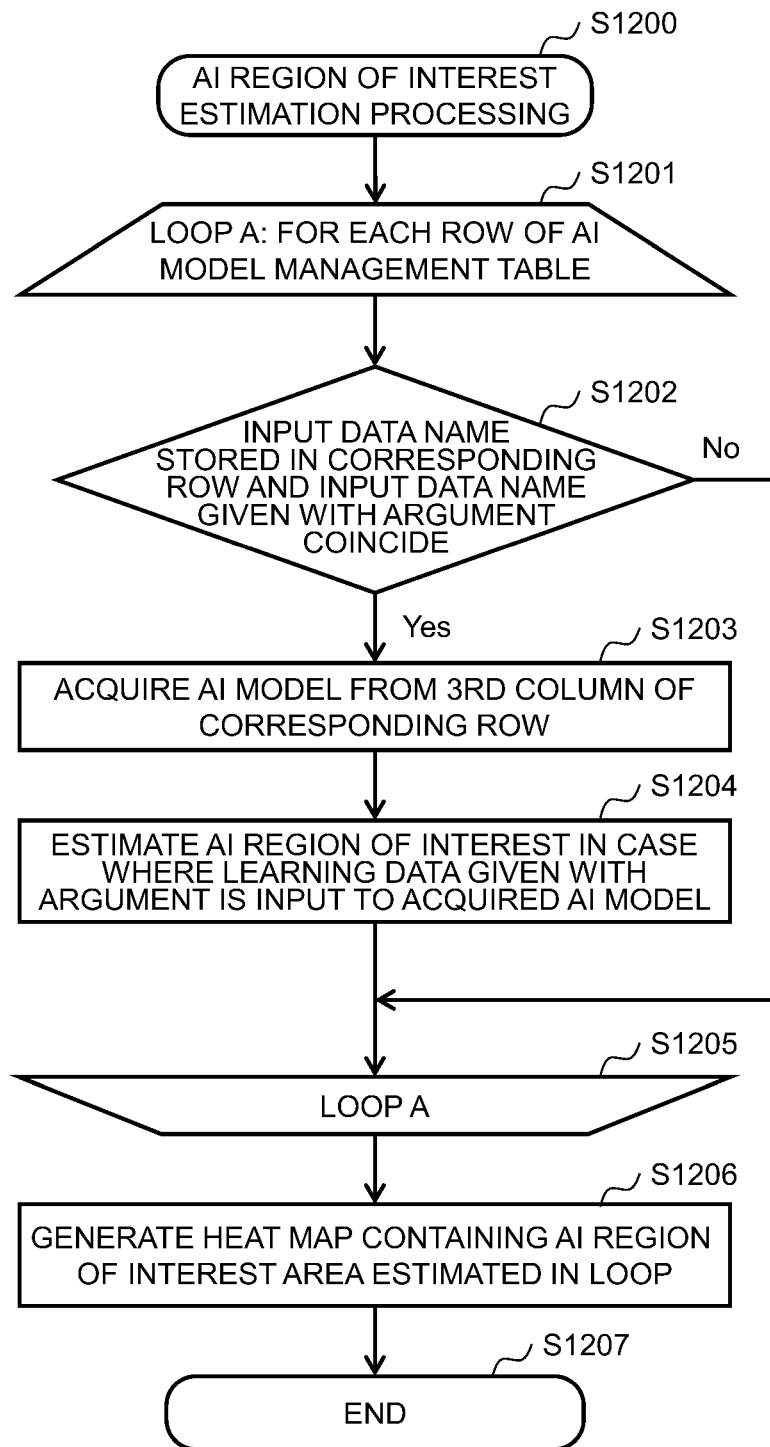 S1200
AI REGION OF INTEREST
ESTIMATION PROCESSING
S1201
LOOP A: FOR EACH ROW OF AI
MODEL MANAGEMENT TABLE
S1202
INPUT DATA NAME
STORED IN CORRESPONDING
ROW AND INPUT DATA NAME
GIVEN WITH ARGUMENT
COINCIDE
No
Yes
S1203
ACQUIRE AI MODEL FROM 3RD COLUMN OF
CORRESPONDING ROW
S1204
ESTIMATE AI REGION OF INTEREST IN CASE
WHERE LEARNING DATA GIVEN WITH
ARGUMENT IS INPUT TO ACQUIRED AI MODEL
S1205
LOOP A
S1206
GENERATE HEAT MAP CONTAINING AI REGION
OF INTEREST AREA ESTIMATED IN LOOP
S1207
END